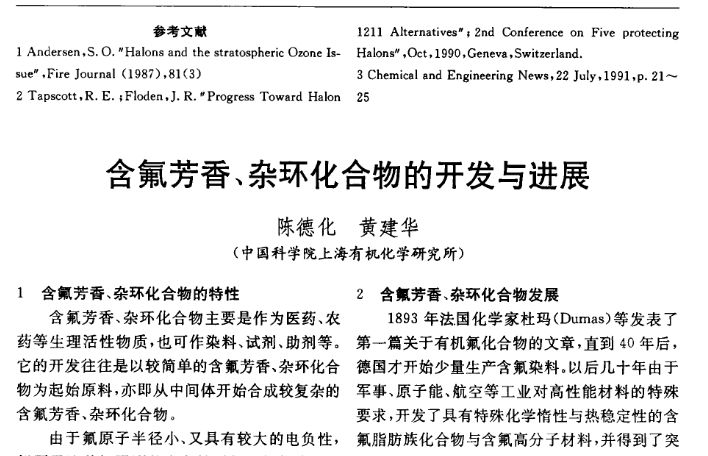 参考文献
1 Andersen,S.O."Halons and the stratospheric Ozone Is-
sue",Fire Journal (1987),81(3)
2 Tapscott,R.E.;Floden,J.R."Progress Toward Halon
1211 Alternatives"; 2nd Conference on Five protecting
Halons",Oct,1990,Geneva,Switzerland.
3 Chemical and Engineering News,22 July,1991,p.21~
25
含氟芳香、杂环化合物的开发与进展
陈德化 黄建华
(中国科学院上海有机化学研究所)
1 含氟芳香、杂环化合物的特性
含氟芳香、杂环化合物主要是作为医药、农
药等生理活性物质,也可作染料、试剂、助剂等。
它的开发往往是以较简单的含氟芳香、杂环化合
物为起始原料,亦即从中间体开始合成较复杂的
含氟芳香、杂环化合物。
由于氟原子半径小、又具有较大的电负性,
2 含氟芳香、杂环化合物发展
1893 年法国化学家杜玛(Dumas)等发表了
第一篇关于有机氟化合物的文章,直到 40 年后,
德国才开始少量生产含氟染料。以后几十年由于
军事、原子能、航空等工业对高性能材料的特殊
要求,开发了具有特殊化学惰性与热稳定性的含
氟脂肪族化合物与含氟高分子材料,并得到了突